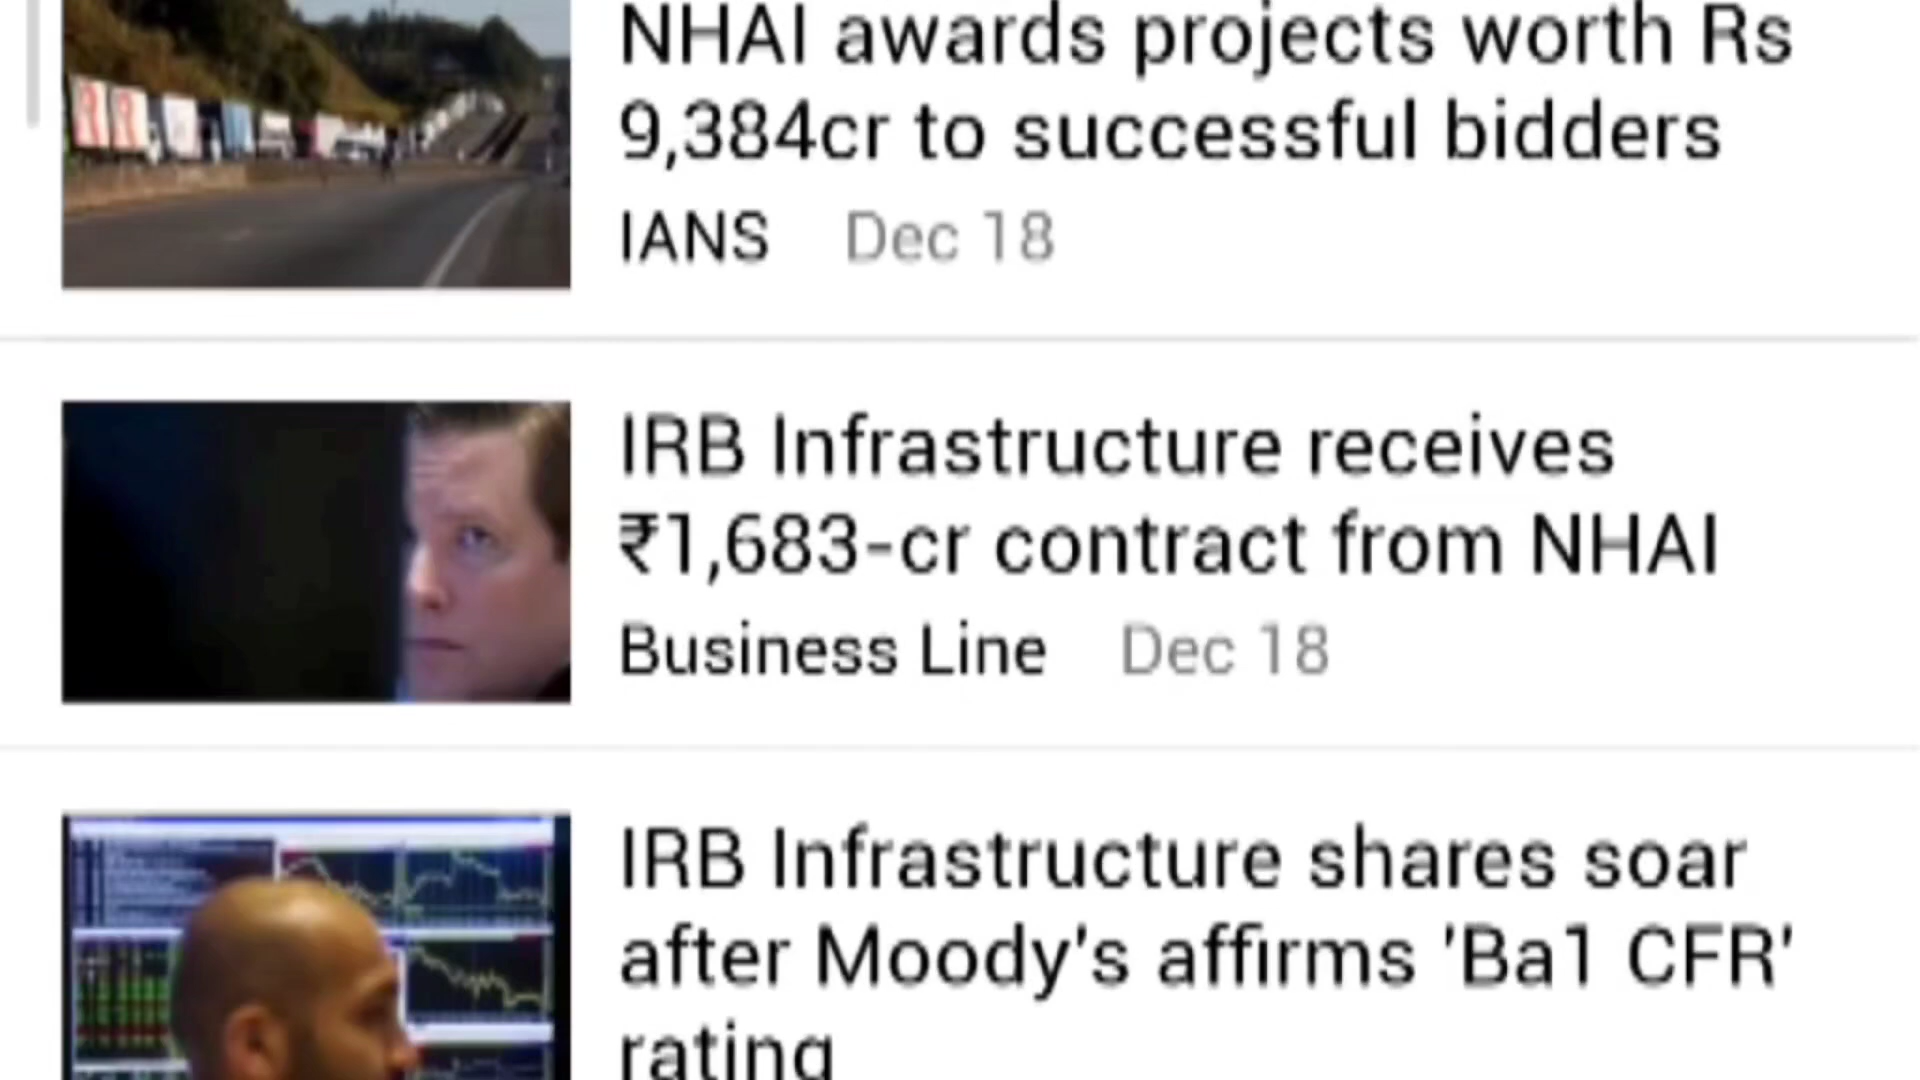 NHAI awards projects worth Rs
9,384cr to successful bidders
IANS Dec 18
IRB Infrastructure receives
₹1,683-cr contract from NHAI
Business Line Dec 18
IRB Infrastructure shares soar
after Moody's affirms 'Ba1 CFR'
rating